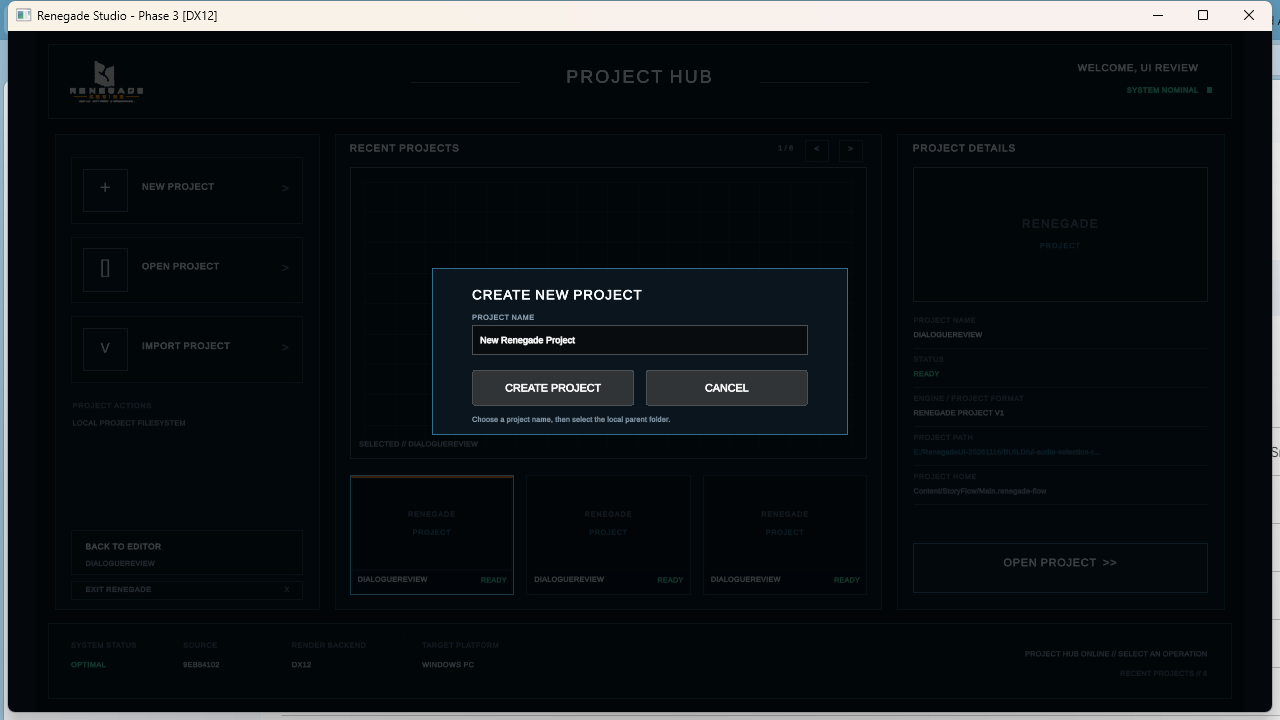 Renegade Studio - Phase 3 [DX12]
RENEGADE
ENGINE
PROJECT HUB
WELCOME, UI REVIEW
SYSTEM NOMINAL
+
NEW PROJECT
>
[]
OPEN PROJECT
>
V
IMPORT PROJECT
>
PROJECT ACTIONS
LOCAL PROJECT FILESYSTEM
BACK TO EDITOR
DIALOGUEREVIEW
EXIT RENEGADE
X
RECENT PROJECTS
1 / 6
<
>
CREATE NEW PROJECT
PROJECT NAME
New Renegade Project
CREATE PROJECT
CANCEL
Choose a project name, then select the local parent folder.
SELECTED // DIALOGUEREVIEW
RENEGADE
PROJECT
DIALOGUEREVIEW
READY
RENEGADE
PROJECT
DIALOGUEREVIEW
READY
RENEGADE
PROJECT
DIALOGUEREVIEW
READY
PROJECT DETAILS
RENEGADE
PROJECT
PROJECT NAME
DIALOGUEREVIEW
STATUS
READY
ENGINE / PROJECT FORMAT
RENEGADE PROJECT V1
PROJECT PATH
PROJECT HOME
Content/StoryFlow/Main.renegade-flow
OPEN PROJECT >>
SYSTEM STATUS
OPTIMAL
SOURCE
9EB84102
RENDER BACKEND
DX12
TARGET PLATFORM
WINDOWS PC
PROJECT HUB ONLINE // SELECT AN OPERATION
RECENT PROJECTS // 6